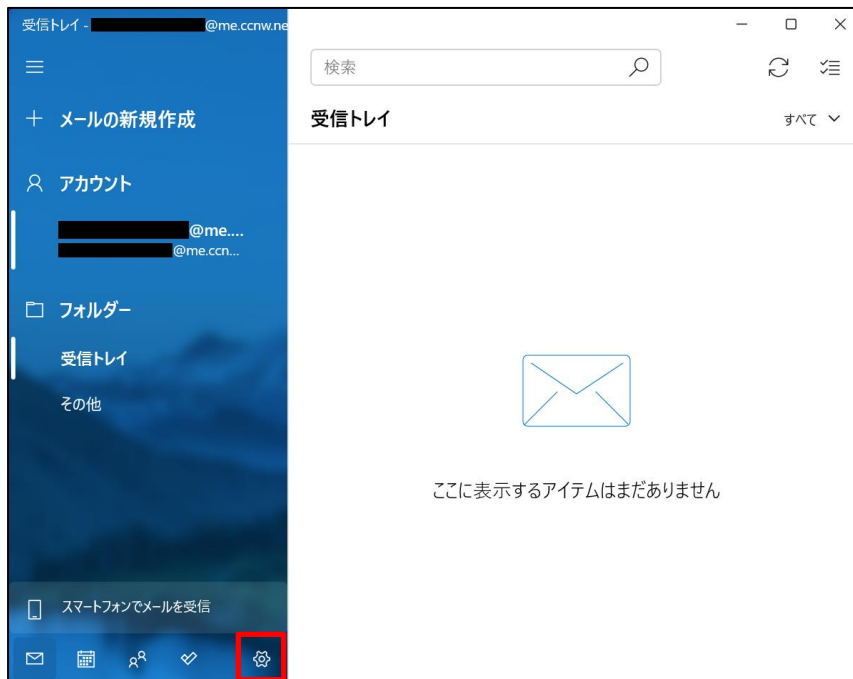 受信トレイ - @me.ccnw.ne
検索
メールの新規作成
受信トレイ
すべて
アカウント
@me....
@me.ccn...
フォルダー
受信トレイ
その他
ここに表示するアイテムはまだありません
スマートフォンでメールを受信